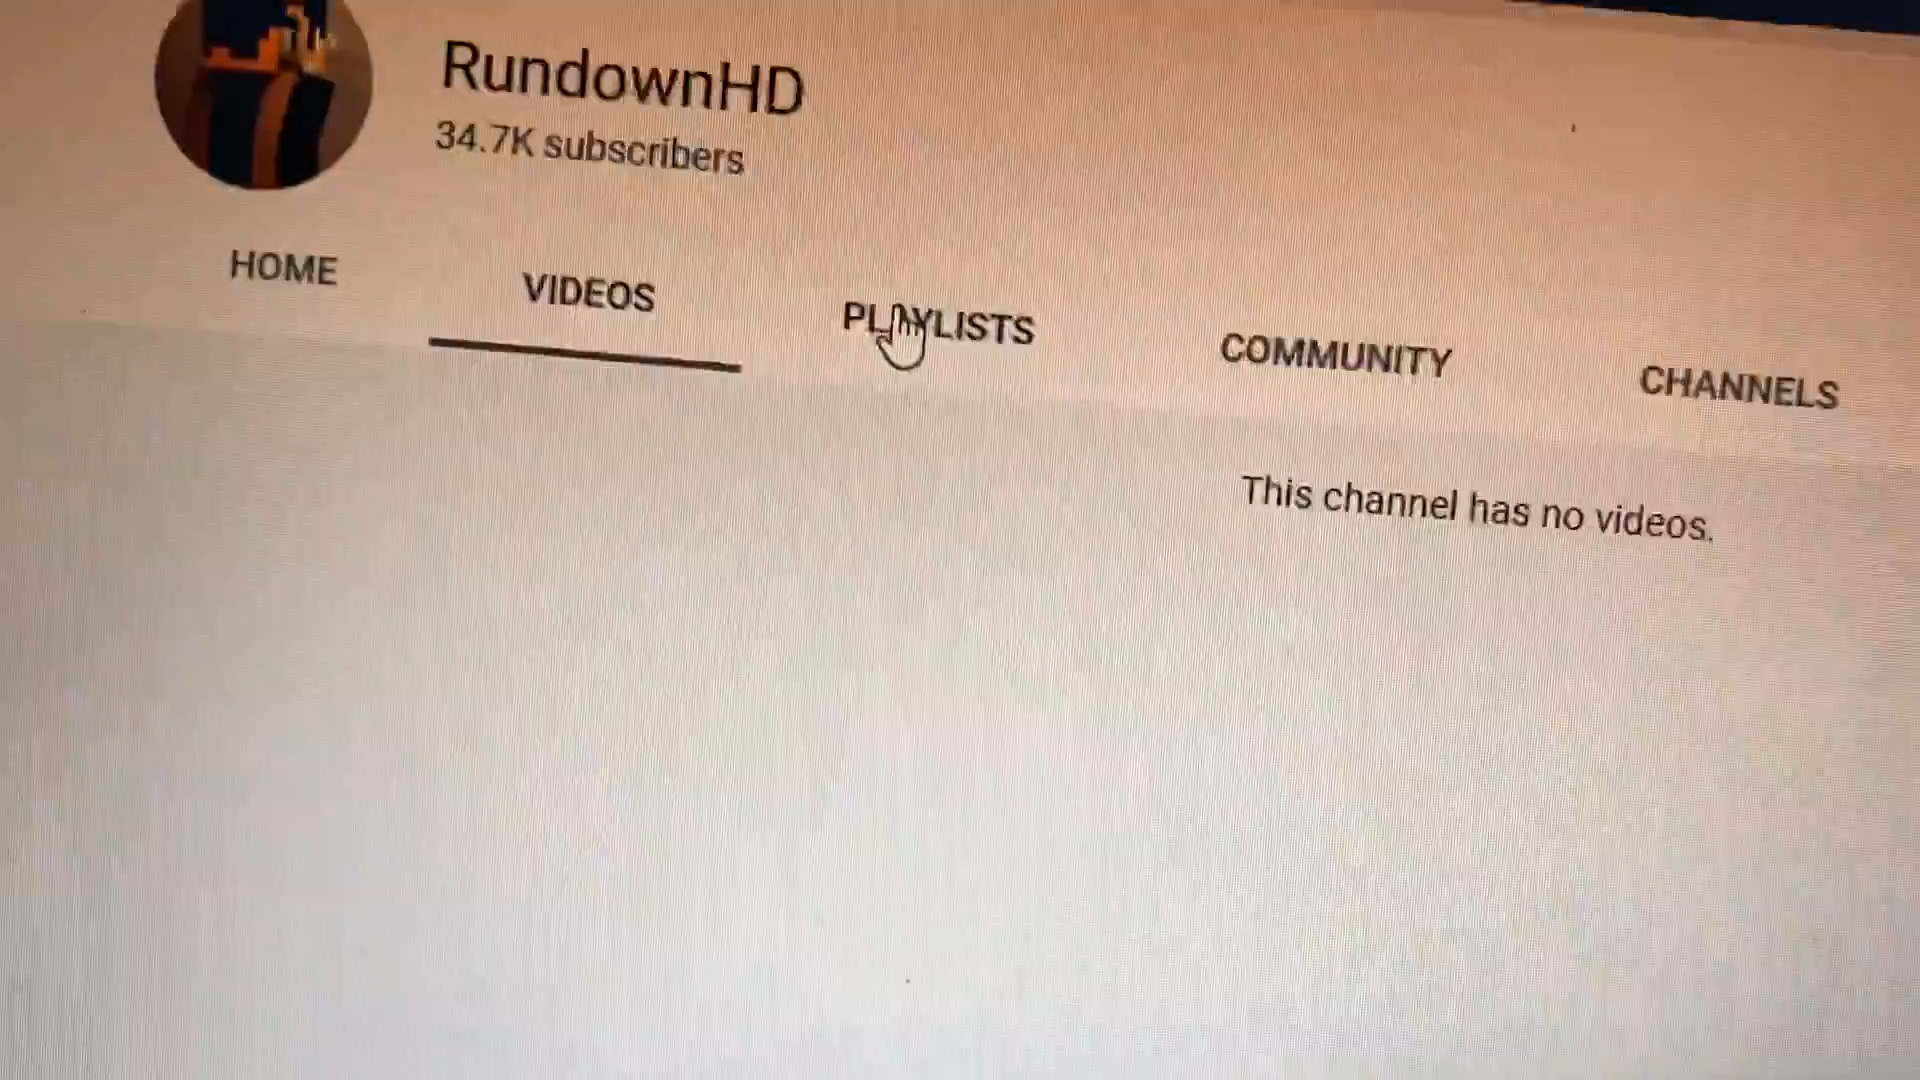 RundownHD
34.7K subscribers
HOME
VIDEOS
PLAYLISTS
COMMUNITY
CHANNELS
This channel has no videos.